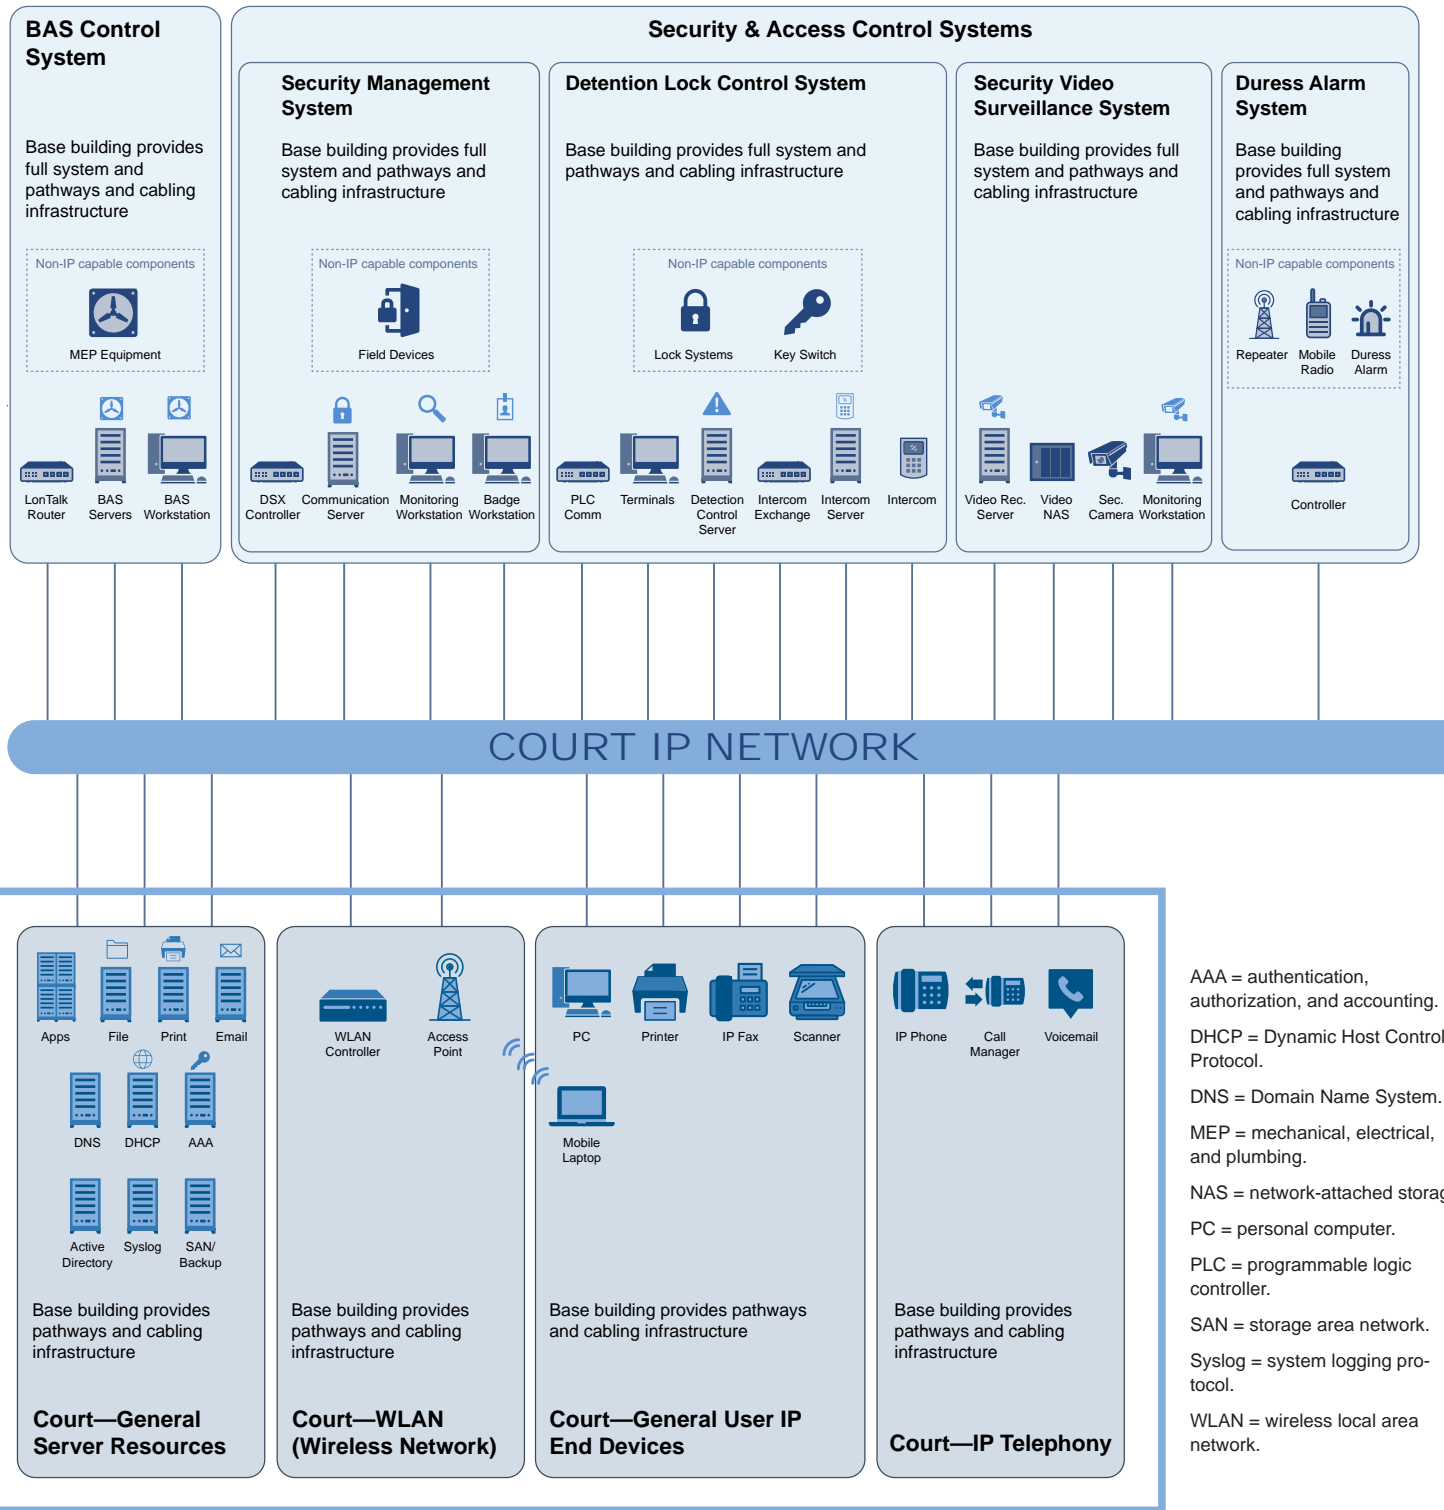 BAS Control
System
Base building provides
full system and
pathways and cabling
infrastructure
Non-IP capable components
MEP Equipment
LonTalk
Router
BAS
Servers
BAS
Workstation
Security & Access Control Systems
Security Management
System
Base building provides full
system and pathways and
cabling infrastructure
Non-IP capable components
Field Devices
DSX
Controller
Communication
Server
Monitoring
Workstation
Badge
Workstation
Detention Lock Control System
Base building provides full system and
pathways and cabling infrastructure
Non-IP capable components
Lock Systems
Key Switch
PLC
Comm
Terminals
Detection
Control
Server
Intercom
Exchange
Intercom
Server
Intercom
Security Video
Surveillance System
Base building provides full
system and pathways and
cabling infrastructure
Video Rec.
Server
Video
NAS
Sec.
Camera
Monitoring
Workstation
Duress Alarm
System
Base building
provides full system
and pathways and
cabling infrastructure
Non-IP capable components
Repeater
Mobile
Radio
Duress
Alarm
Controller
COURT IP NETWORK
Apps
File
Print
Email
DNS
DHCP
AAA
Active
Directory
Syslog
SAN/
Backup
Base building provides
pathways and cabling
infrastructure
Court—General
Server Resources
WLAN
Controller
Access
Point
Base building provides
pathways and cabling
infrastructure
Court—WLAN
(Wireless Network)
PC
Printer
IP Fax
Scanner
Mobile
Laptop
Base building provides pathways
and cabling infrastructure
Court—General User IP
End Devices
IP Phone
Call
Manager
Voicemail
Base building provides
pathways and cabling
infrastructure
Court—IP Telephony
AAA = authentication,
authorization, and accounting.
DHCP = Dynamic Host Control
Protocol.
DNS = Domain Name System.
MEP = mechanical, electrical,
and plumbing.
NAS = network-attached storag
PC = personal computer.
PLC = programmable logic
controller.
SAN = storage area network.
Syslog = system logging pro-
tocol.
WLAN = wireless local area
network.